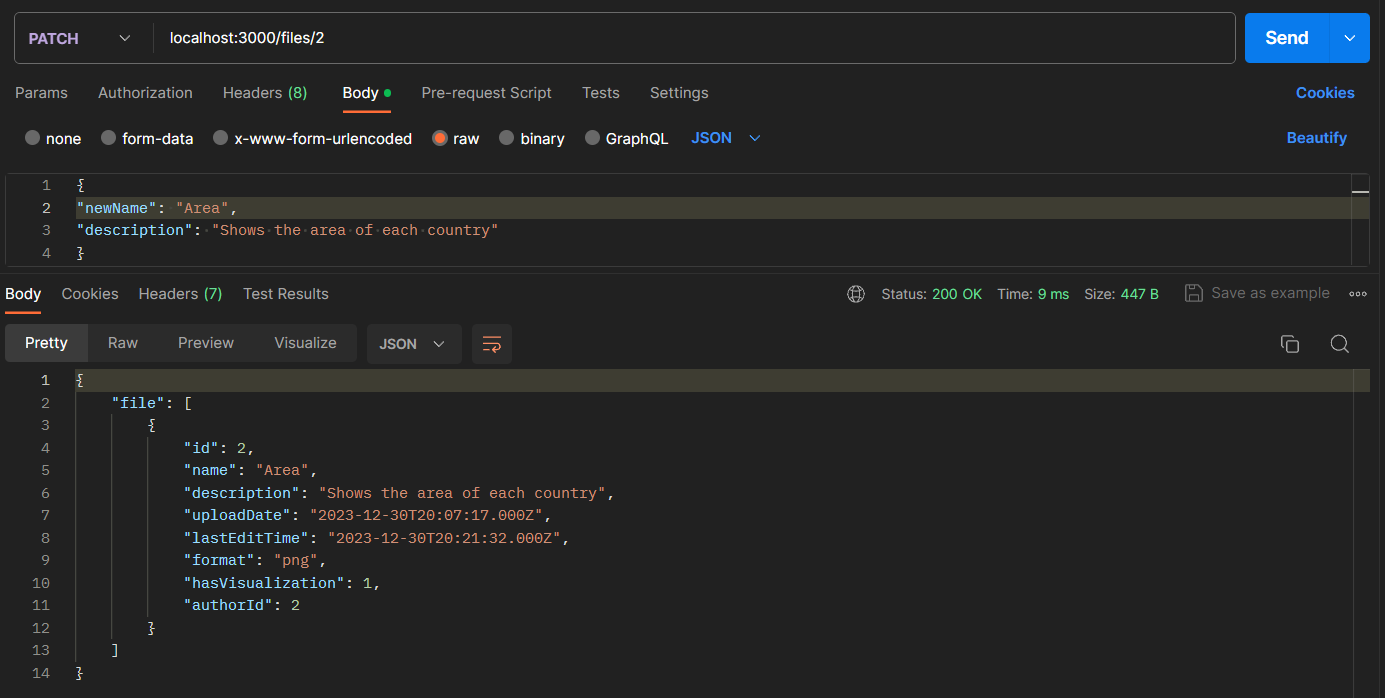 PATCH localhost:3000/files/2 Send
Params Authorization Headers (8) Body Pre-request Script Tests Settings Cookies
none form-data x-www-form-urlencoded raw binary GraphQL JSON Beautify
1 {
2 "newName": "Area",
3 "description": "Shows the area of each country"
4 }
Body Cookies Headers (7) Test Results Status: 200 OK Time: 9 ms Size: 447 B Save as example
Pretty Raw Preview Visualize JSON
1 {
2 "file": [
3 {
4 "id": 2,
5 "name": "Area",
6 "description": "Shows the area of each country",
7 "uploadDate": "2023-12-30T20:07:17.000Z",
8 "lastEditTime": "2023-12-30T20:21:32.000Z",
9 "format": "png",
10 "hasVisualization": 1,
11 "authorId": 2
12 }
13 ]
14 }